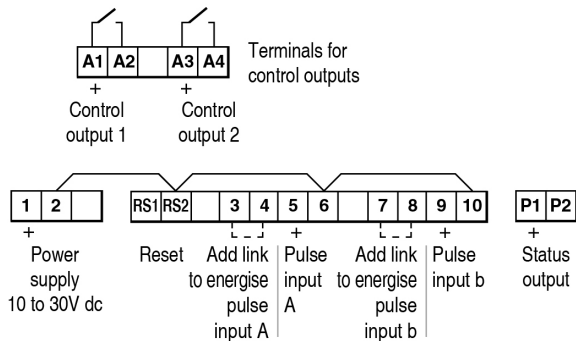 A1 A2 A3 A4
Terminals for
control outputs
+ +
Control
output 1
Control
output 2
1 2 RS1 RS2 3 4 5 6 7 8 9 10 P1 P2
+ + + +
Power
supply
10 to 30V dc
Reset
Add link
to energise
pulse
input A
Pulse
input
A
Add link
to energise
pulse
input b
Pulse
input b
Status
output